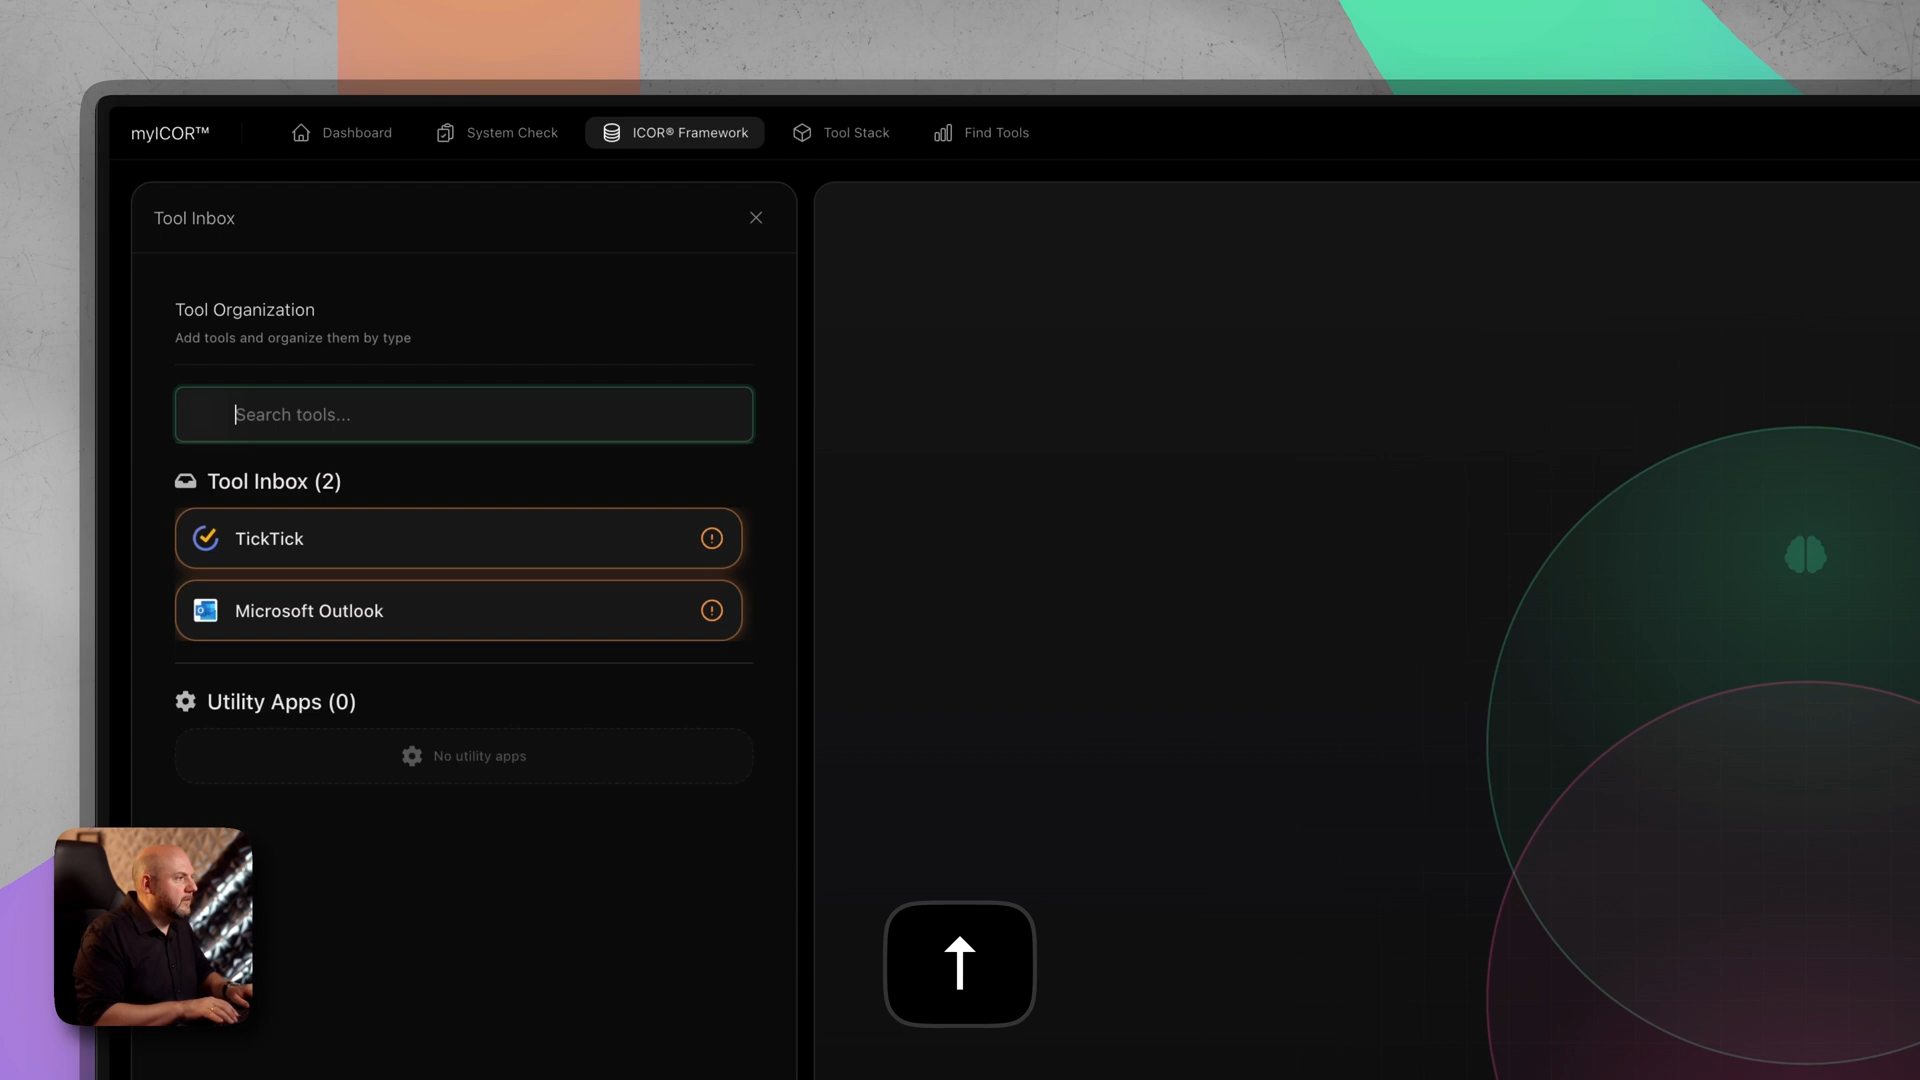 myICOR™
Dashboard
System Check
ICOR® Framework
Tool Stack
Find Tools
Tool Inbox
Tool Organization
Add tools and organize them by type
Search tools...
Tool Inbox (2)
TickTick
Microsoft Outlook
Utility Apps (0)
No utility apps